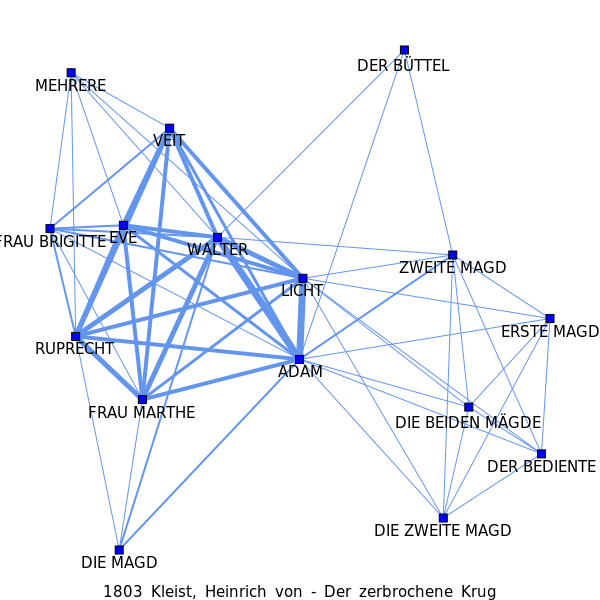 DER BÜTTEL
MEHRERE
VEIT
FRAU BRIGITTE
EVE
WALTER
ZWEITE MAGD
LICHT
ERSTE MAGD
RUPRECHT
ADAM
FRAU MARTHE
DIE BEIDEN MÄGDE
DER BEDIENTE
DIE ZWEITE MAGD
DIE MAGD
1803 Kleist, Heinrich von - Der zerbrochene Krug